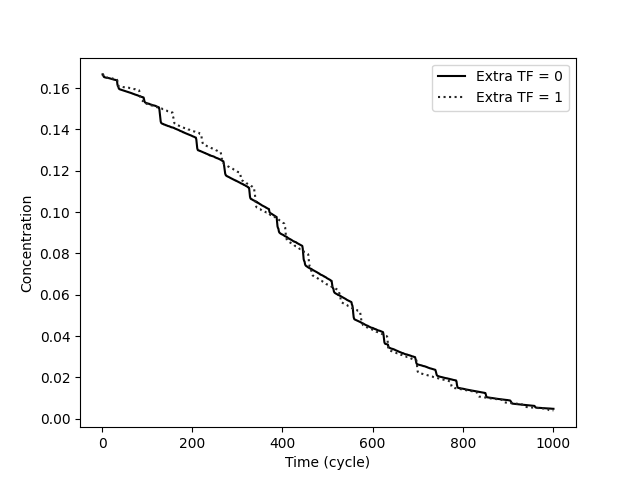 Extra TF = 0
Extra TF = 1
Concentration
0.16
0.14
0.12
0.10
0.08
0.06
0.04
0.02
0.00
0 200 400 600 800 1000
Time (cycle)